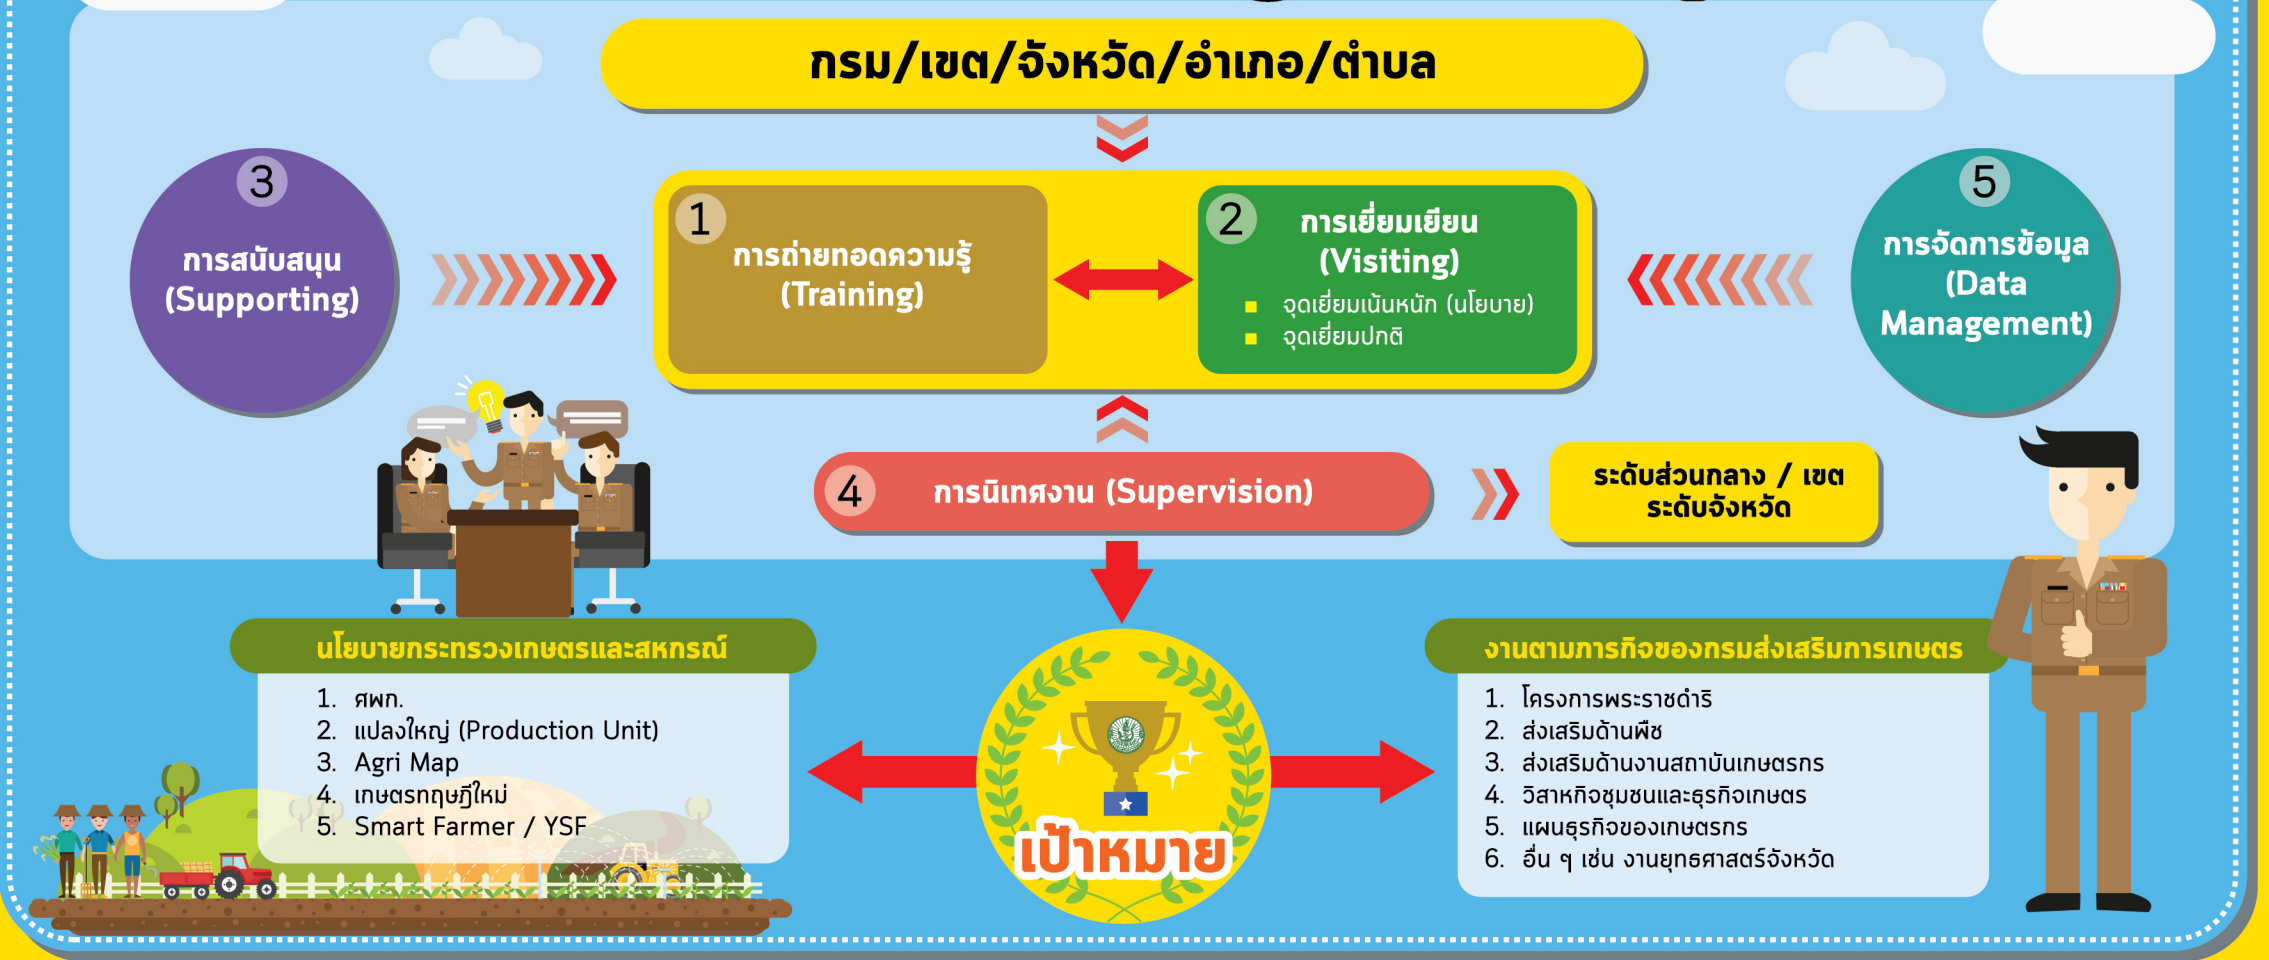 กรม/เขต/จังหวัด/อำเภอ/ตำบล
3
การสนับสนุน
(Supporting)
1
การถ่ายทอดความรู้
(Training)
2
การเยี่ยมเยียน
(Visiting)
จุดเยี่ยมเน้นหนัก (นโยบาย)
จุดเยี่ยมปกติ
5
การจัดการข้อมูล
(Data
Management)
4
การนิเทศงาน (Supervision)
ระดับส่วนกลาง / เขต
ระดับจังหวัด
นโยบายกระทรวงเกษตรและสหกรณ์
1. ศพก.
2. แปลงใหญ่ (Production Unit)
3. Agri Map
4. เกษตรทฤษฎีใหม่
5. Smart Farmer / YSF
เป้าหมาย
งานตามภารกิจของกรมส่งเสริมการเกษตร
1. โครงการพระราชดำริ
2. ส่งเสริมด้านพืช
3. ส่งเสริมด้านงานสถาบันเกษตรกร
4. วิสาหกิจชุมชนและธุรกิจเกษตร
5. แผนธุรกิจของเกษตรกร
6. อื่น ๆ เช่น งานยุทธศาสตร์จังหวัด